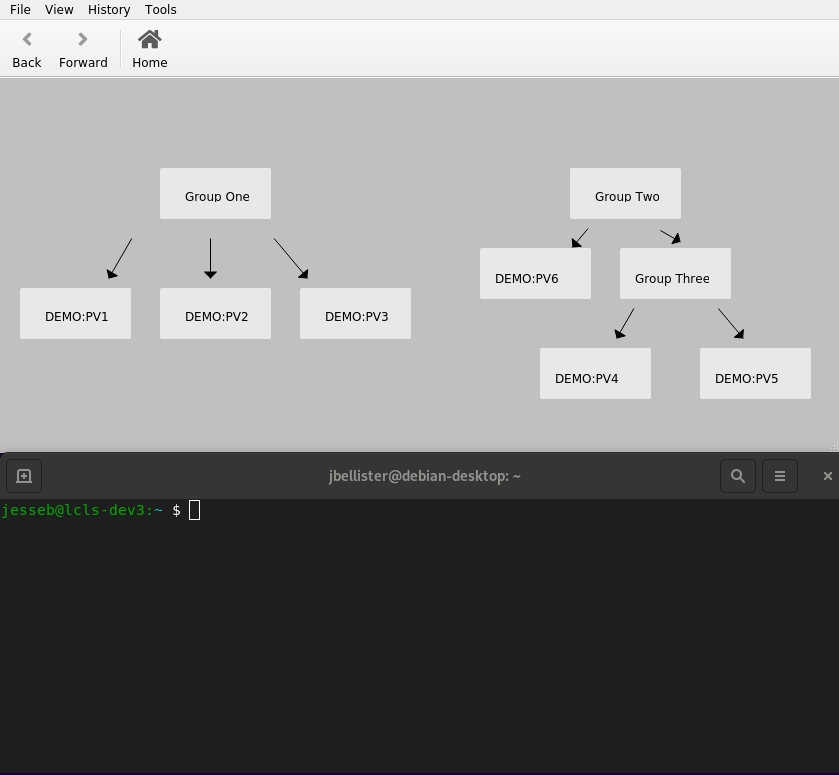 File View History Tools
Back Forward Home
Group One Group Two
DEMO:PV6 Group Three
DEMO:PV1 DEMO:PV2 DEMO:PV3
DEMO:PV4 DEMO:PV5
jbellister@debian-desktop: ~
jesseb@lcls-dev3:~ $